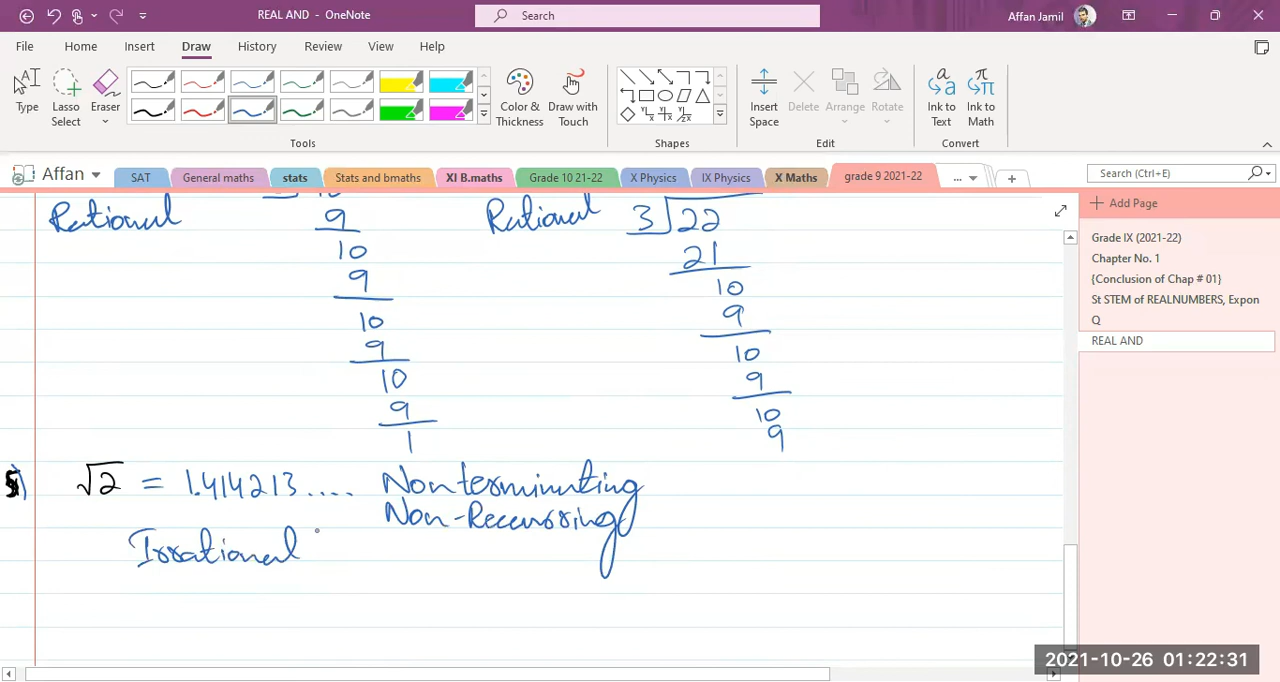 REAL AND - OneNote
Search
Affan Jamil
File Home Insert Draw History Review View Help
Type
Lasso Select
Eraser
Color & Thickness
Draw with Touch
Insert Space
Delete
Arrange
Rotate
Ink to Text
Ink to Math
Tools
Shapes
Edit
Convert
Affan
SAT
General maths
stats
Stats and bmaths
XI B.maths
Grade 10 21-22
X Physics
IX Physics
X Maths
grade 9 2021-22
...
Search (Ctrl+E)
Add Page
Grade IX (2021-22)
Chapter No. 1
{Conclusion of Chap # 01}
St STEM of REALNUMBERS, Expon
Q
REAL AND
Rational
9
10
9
10
9
10
9
1
Rational
3 22
21
10
9
10
9
10
9
5) √2 = 1.414213.... Nonterminating
Non-Recurring
Irrational
2021-10-26 01:22:31